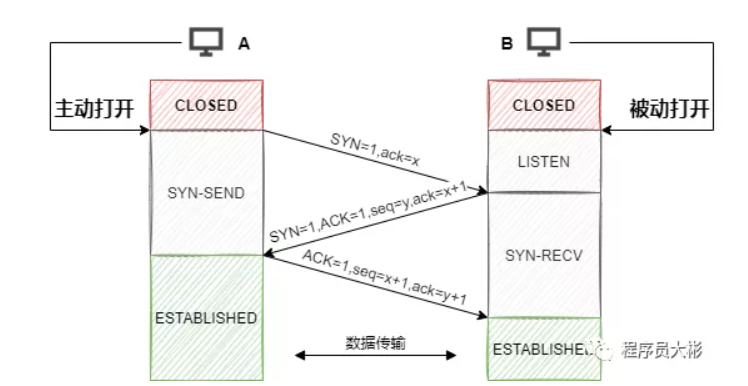 A
B
主动打开
CLOSED
CLOSED
被动打开
SYN=1,ack=x
LISTEN
SYN-SEND
SYN=1,ACK=1,seq=y,ack=x+1
SYN-RECV
ACK=1,seq=x+1,ack=y+1
ESTABLISHED
数据传输
ESTABLISHE
程序员大彬